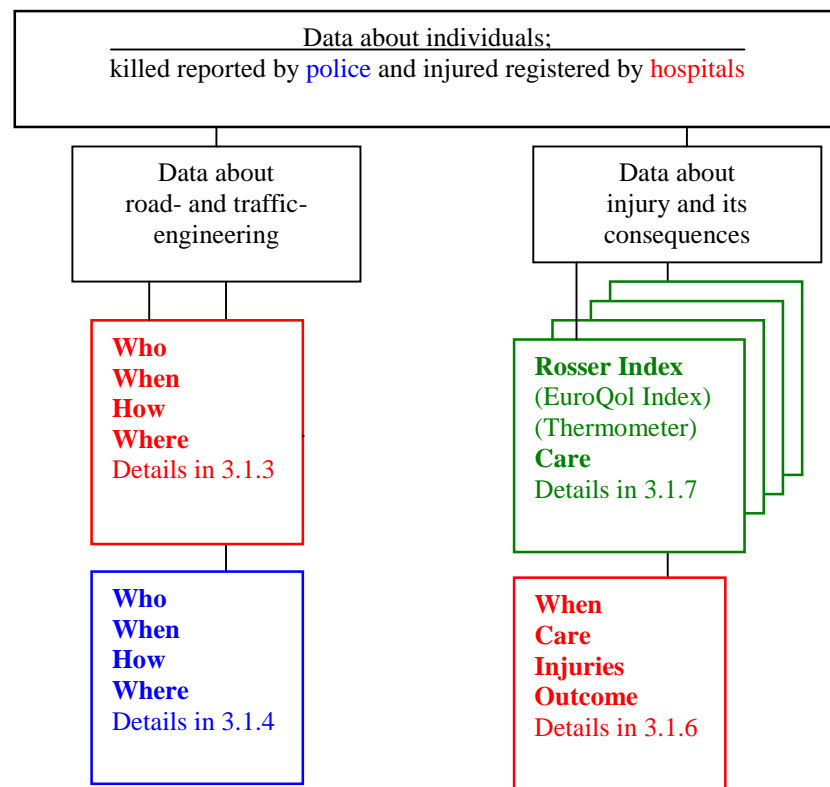 Data about individuals;
killed reported by police and injured registered by hospitals
Data about
road- and traffic-
engineering
Data about
injury and its
consequences
Who
When
How
Where
Details in 3.1.3
Rosser Index
(EuroQol Index)
(Thermometer)
Care
Details in 3.1.7
Who
When
How
Where
Details in 3.1.4
When
Care
Injuries
Outcome
Details in 3.1.6